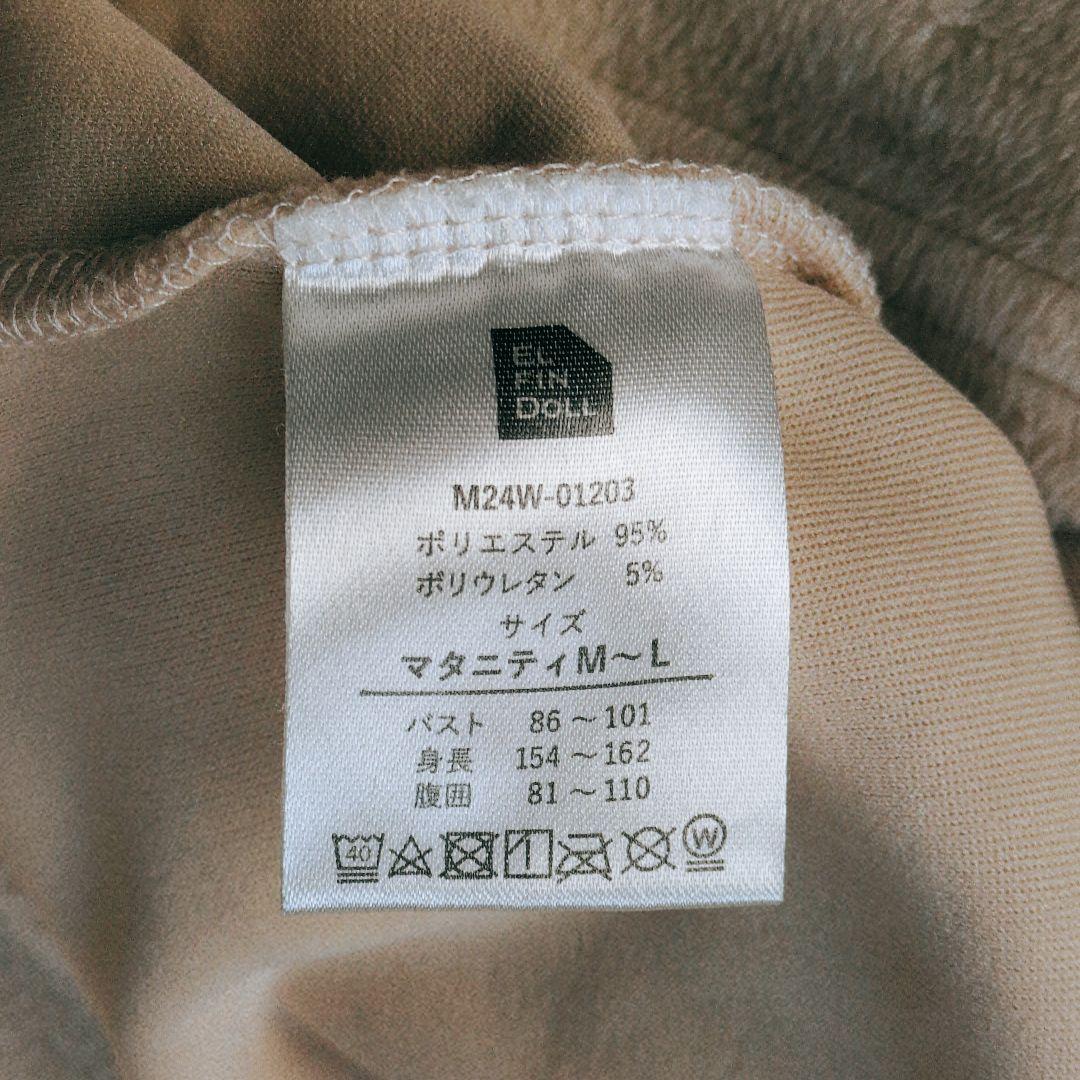 EL
FIN
DOLL
M24W-01203
ポリエステル 95%
ポリウレタン 5%
サイズ
マタニティM～L
バスト 86～101
身長 154～162
腹囲 81～110
40 W